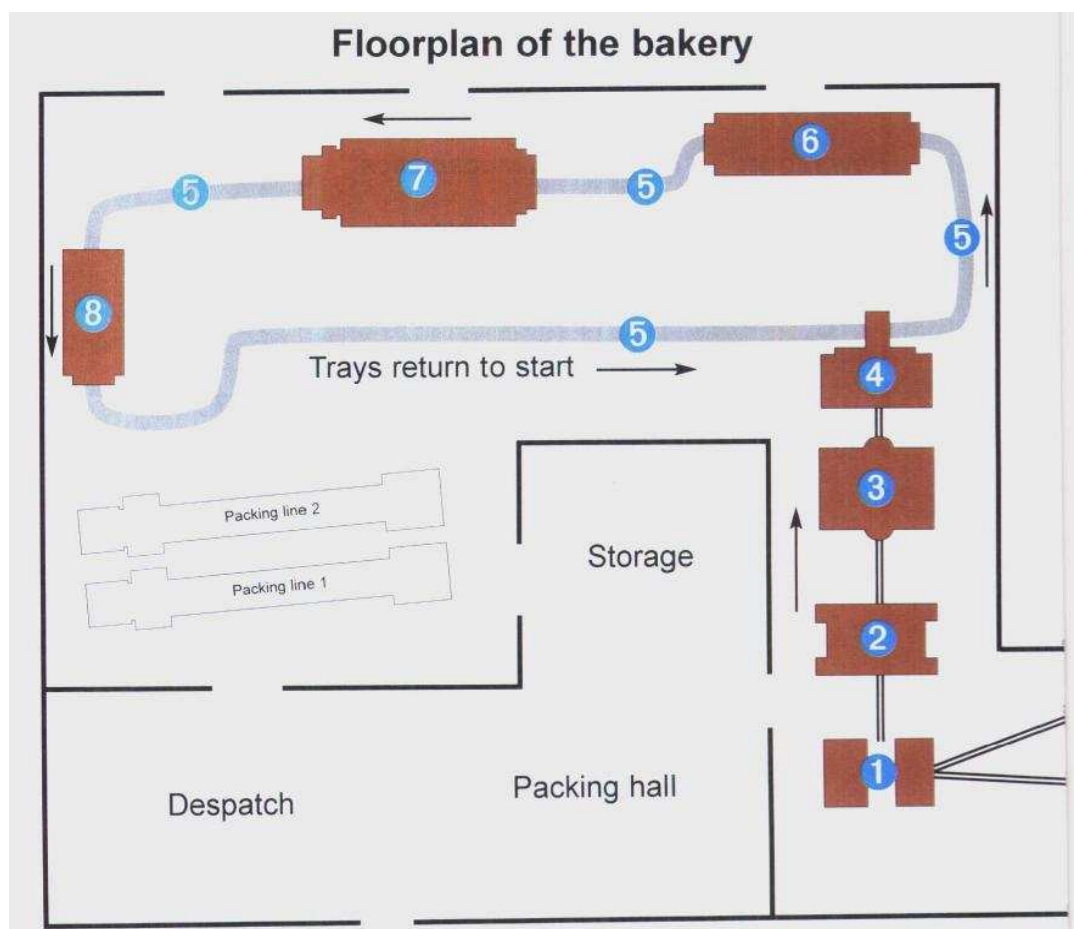 Floorplan of the bakery
6
7
5
5
5
8
5
Trays return to start
4
3
Packing line 2
Storage
Packing line 1
2
1
Packing hall
Despatch